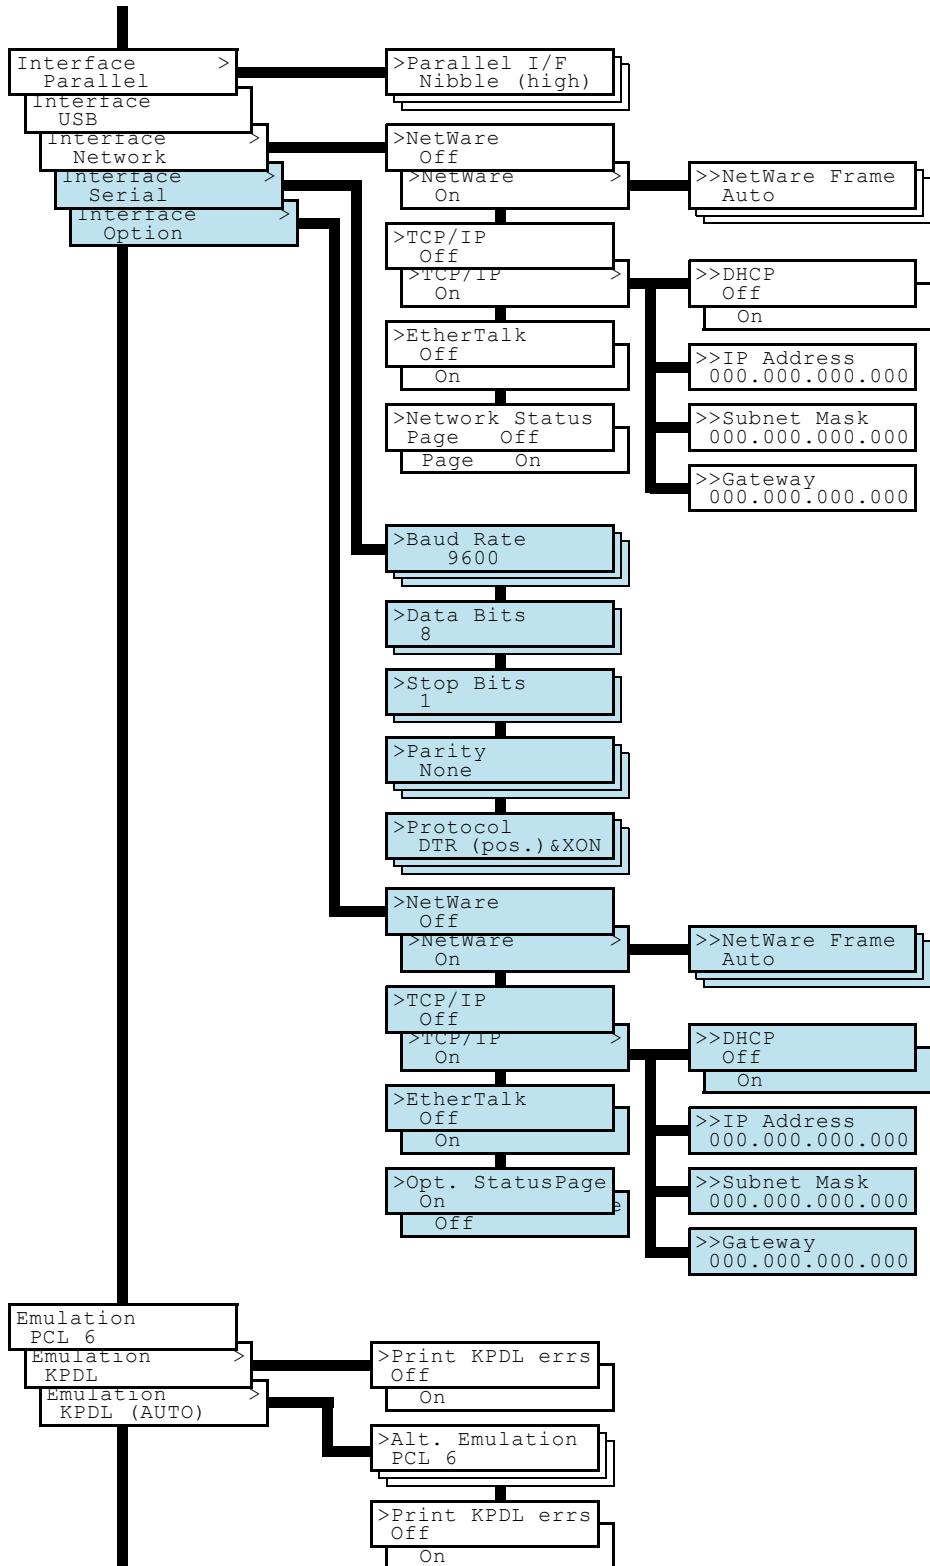 Interface >
Parallel
Interface
USB
Interface >
Network
Interface >
Serial
Interface >
Option
>Parallel I/F
Nibble (high)
>NetWare
Off
>NetWare >
On
>>NetWare Frame
Auto
>TCP/IP
Off
>TCP/IP >
On
>>DHCP
Off
On
>>IP Address
000.000.000.000
>>Subnet Mask
000.000.000.000
>>Gateway
000.000.000.000
>EtherTalk
Off
On
>Network Status
Page Off
Page On
>Baud Rate
9600
>Data Bits
8
>Stop Bits
1
>Parity
None
>Protocol
DTR (pos.)&XON
>NetWare
Off
>NetWare >
On
>>NetWare Frame
Auto
>TCP/IP
Off
>TCP/IP >
On
>>DHCP
Off
On
>>IP Address
000.000.000.000
>>Subnet Mask
000.000.000.000
>>Gateway
000.000.000.000
>EtherTalk
Off
On
>Opt. StatusPage
On
e
Off
Emulation
PCL 6
Emulation >
KPDL
Emulation >
KPDL (AUTO)
>Print KPDL errs
Off
On
>Alt. Emulation
PCL 6
>Print KPDL errs
Off
On